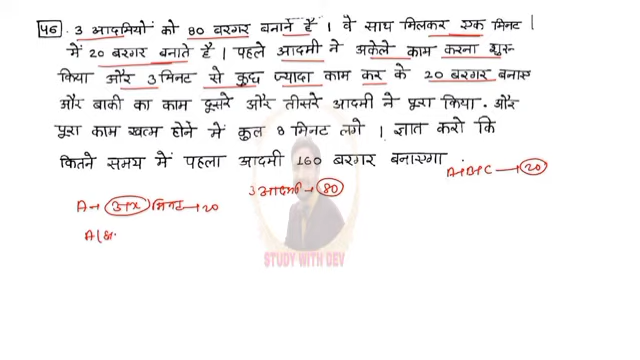 46. 3 आदमियों को 80 बरगर बनाने है । वे साथ मिलकर एक मिनट
में 20 बरगर बनाते है । पहले आदमी ने अकेले काम करना शुरू
किया और 3 मिनट से कुछ ज्यादा काम कर के 20 बरगर बनाए
और बाकी का काम दूसरे और तीसरे आदमी ने पूरा किया . और
पूरा काम खत्म होने में कुल 8 मिनट लगे । ज्ञात करो कि
कितने समय में पहला आदमी 160 बरगर बनाएगा .
A+B+C → 20
3 आदमी → 80
A → 3+x मिनट → 20
STUDY WITH DEV